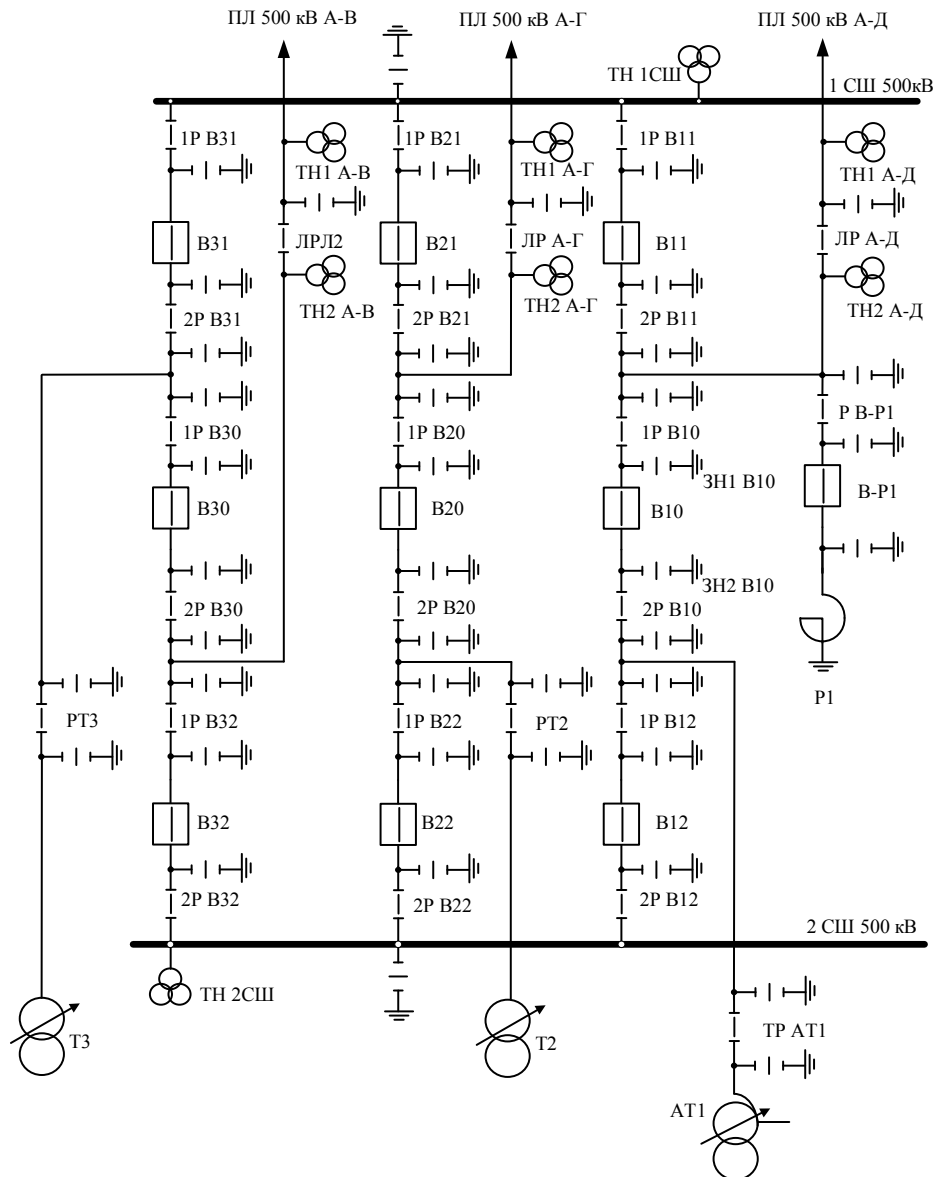 ПЛ 500 кВ А-В
ПЛ 500 кВ А-Г
ПЛ 500 кВ А-Д
ТН 1СШ
1 СШ 500кВ
1Р В31
ТН1 А-В
1Р В21
ТН1 А-Г
1Р В11
ТН1 А-Д
В31
ЛРЛ2
В21
ЛР А-Г
В11
ЛР А-Д
2Р В31
ТН2 А-В
2Р В21
ТН2 А-Г
2Р В11
ТН2 А-Д
Р В-Р1
1Р В30
1Р В20
1Р В10
ЗН1 В10
В-Р1
В30
В20
В10
ЗН2 В10
2Р В30
2Р В20
2Р В10
Р1
РТ3
1Р В32
1Р В22
РТ2
1Р В12
В32
В22
В12
2Р В32
2Р В22
2Р В12
2 СШ 500 кВ
ТН 2СШ
Т3
Т2
ТР АТ1
АТ1